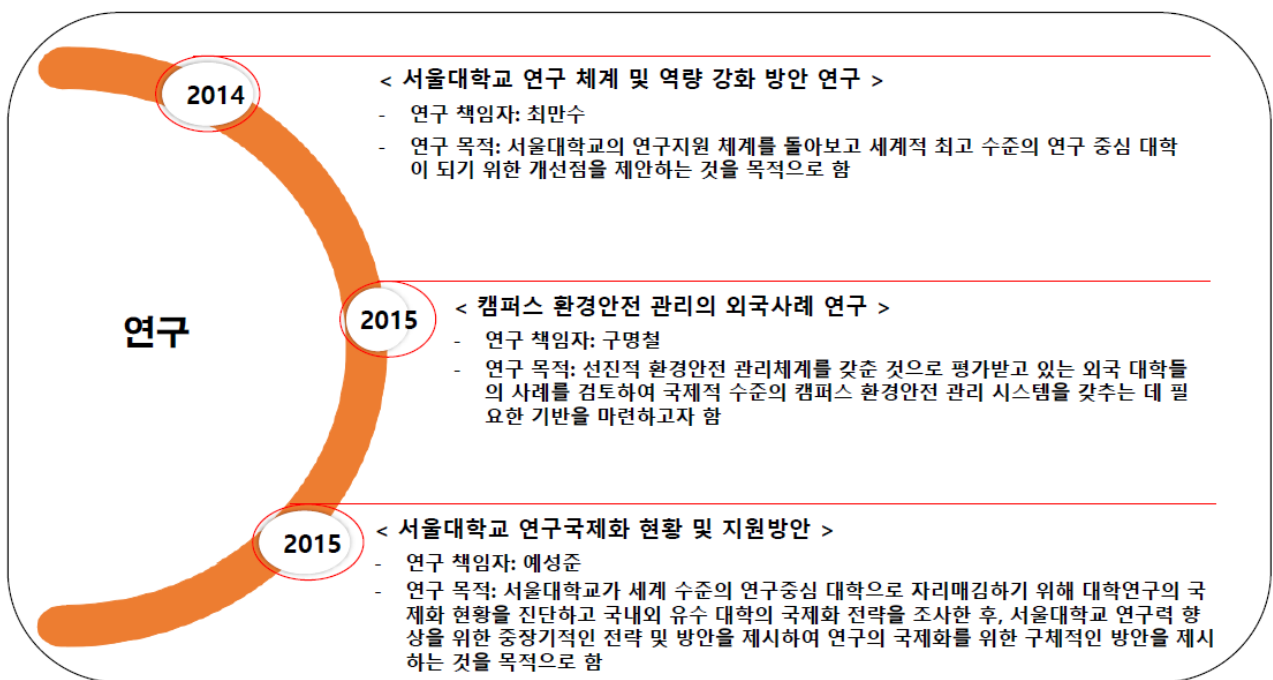 2014
< 서울대학교 연구 체계 및 역량 강화 방안 연구 >
- 연구 책임자: 최만수
- 연구 목적: 서울대학교의 연구지원 체계를 돌아보고 세계적 최고 수준의 연구 중심 대학
이 되기 위한 개선점을 제안하는 것을 목적으로 함
연구
2015
< 캠퍼스 환경안전 관리의 외국사례 연구 >
- 연구 책임자: 구명철
- 연구 목적: 선진적 환경안전 관리체계를 갖춘 것으로 평가받고 있는 외국 대학들
의 사례를 검토하여 국제적 수준의 캠퍼스 환경안전 관리 시스템을 갖추는 데 필
요한 기반을 마련하고자 함
2015
< 서울대학교 연구국제화 현황 및 지원방안 >
- 연구 책임자: 예성준
- 연구 목적: 서울대학교가 세계 수준의 연구중심 대학으로 자리매김하기 위해 대학연구의 국
제화 현황을 진단하고 국내외 유수 대학의 국제화 전략을 조사한 후, 서울대학교 연구력 향
상을 위한 중장기적인 전략 및 방안을 제시하여 연구의 국제화를 위한 구체적인 방안을 제시
하는 것을 목적으로 함